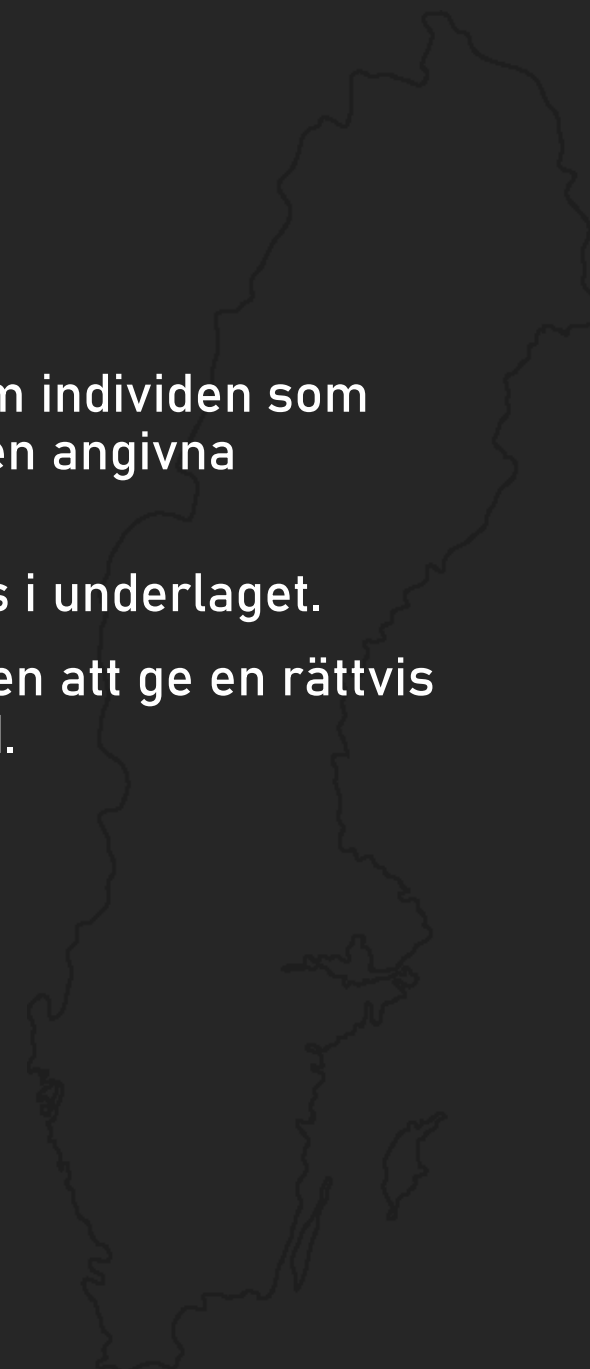 m individen som
en angivna
s i underlaget.
en att ge en rättvis
.